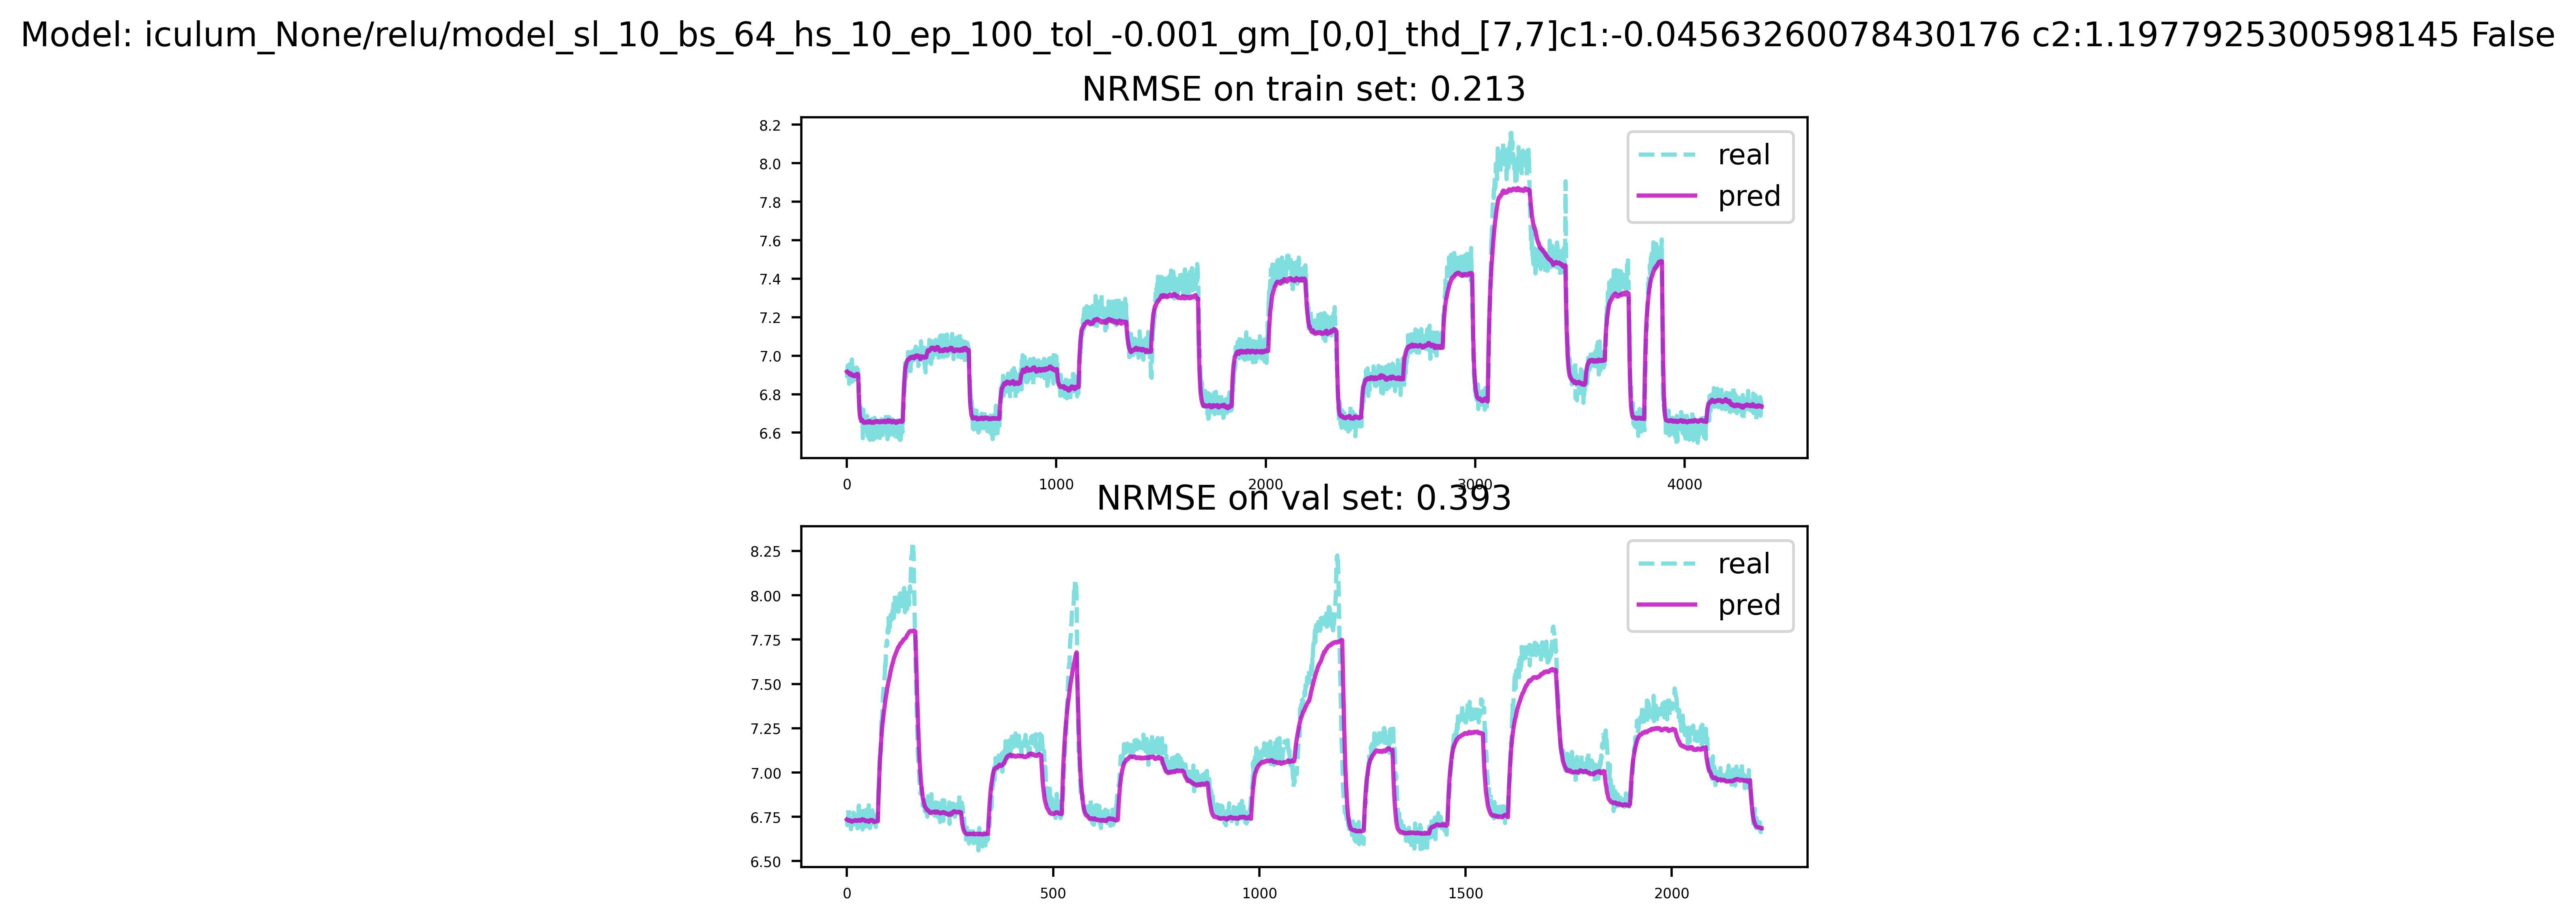 Model: iculum_None/relu/model_sl_10_bs_64_hs_10_ep_100_tol_-0.001_gm_[0,0]_thd_[7,7]c1:-0.04563260078430176 c2:1.1977925300598145 False
NRMSE on train set: 0.213
8.2
8.0
7.8
7.6
7.4
7.2
7.0
6.8
6.6
real
pred
0 1000 2000 3000 4000
NRMSE on val set: 0.393
8.25
8.00
7.75
7.50
7.25
7.00
6.75
6.50
real
pred
0 500 1000 1500 2000